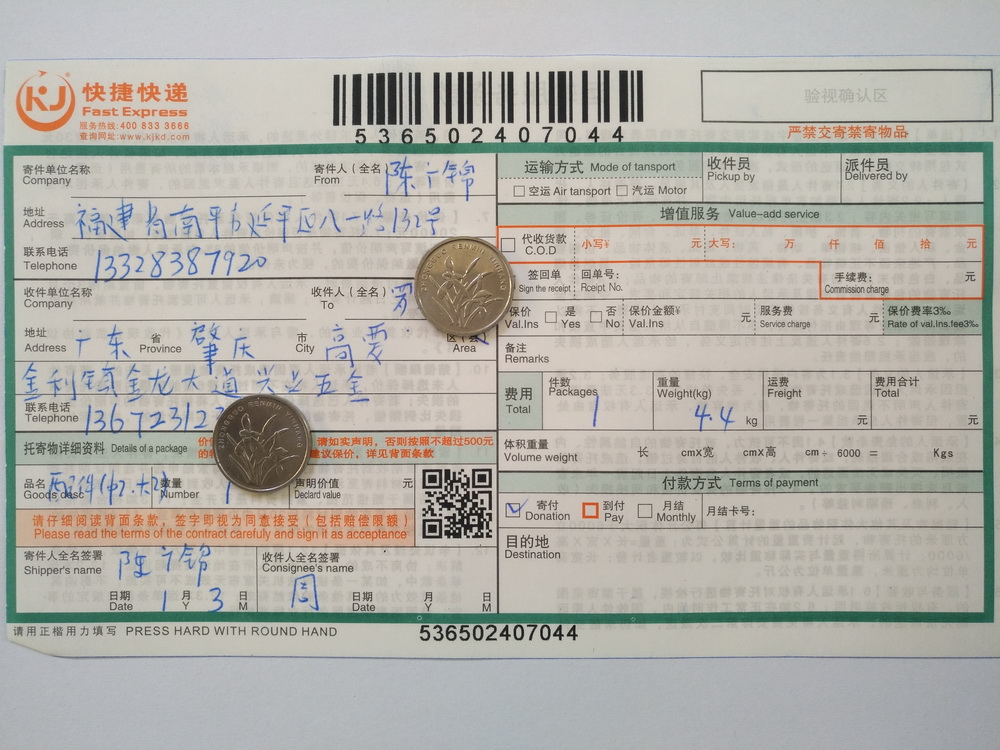 快捷快递
Fast Express
服务热线:400 833 3666
查询网址:www.kjkd.com
536502407044
验视确认区
严禁交寄禁寄物品
寄件单位名称 Company
寄件人(全名) From 陈广锦
地址 Address 福建省南平市延平区八一路132号
联系电话 Telephone 13328387920
收件单位名称 Company
收件人(全名) To 罗
地址 Address 广东 省 Province 肇庆 市 City 高要 区(县) Area
金利镇金龙大道兴业五金
联系电话 Telephone 136723123
托寄物详细资料 Details of a package
请如实声明,否则按照不超过500元
建议保价,详见背面条款
品名 Goods desc 配件 数量 Number 1 声明价值 Declard value 元
请仔细阅读背面条款,签字即视为同意接受(包括赔偿限额)
Please read the terms of the contract carefuly and sign it as acceptance
寄件人全名签署 Shipper's name 陈广锦
收件人全名签署 Consignee's name 周
日期 Date 1 月 Y 3 日 M
日期 Date 月 Y 日 M
运输方式 Mode of tansport
空运 Air tansport 汽运 Motor
收件员 Pickup by
派件员 Delivered by
增值服务 Value-add service
代收货款 C.O.D 小写¥ 元 大写: 万 仟 佰 拾 元
签回单 Sign the receipt 回单号: Rceipt No. 手续费: Commission charge 元
保价 Val.Ins 是 Yes 否 No 保价金额¥ Val.Ins 元 服务费 Service charge 元 保价费率3‰ Rate of val.Ins.fee3‰
备注 Remarks
费用 Total 件数 Packages 1 重量 Weight(kg) 4.4 kg 运费 Freight 元 费用合计 Total 元
体积重量 Volume weight 长 cmX宽 cmX高 cm÷ 6000 = Kgs
付款方式 Terms of payment
寄付 Donation 到付 Pay 月结 Monthly 月结卡号:
目的地 Destination
请用正楷用力填写 PRESS HARD WITH ROUND HAND
536502407044